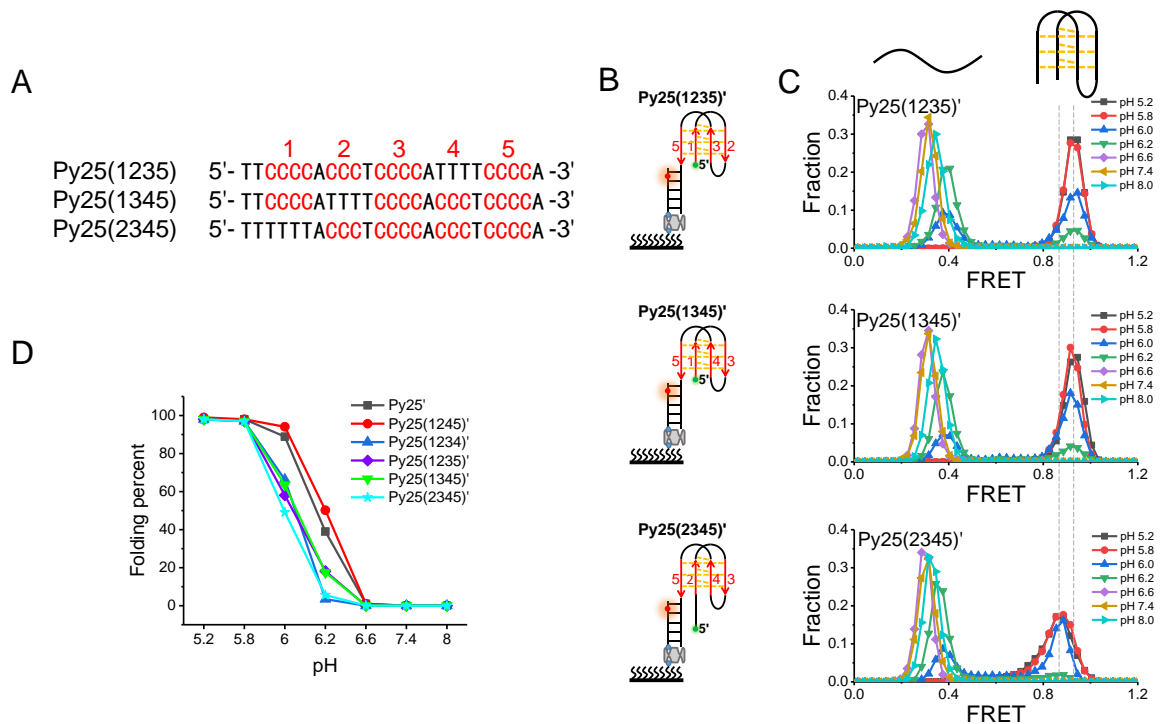 A
1 2 3 4 5
Py25(1235) 5'- TTCCCCACCCTCCCCATTTTCCCCA -3'
Py25(1345) 5'- TTCCCCATTTTCCCCACCCTCCCCA -3'
Py25(2345) 5'- TTTTTTACCCTCCCCACCCTCCCCA -3'
B
Py25(1235)'
5 1 3 2
5'
Py25(1345)'
5 1 4 3
5'
Py25(2345)'
5 2 4 3
5'
C
Py25(1235)'
Fraction
0.4
0.3
0.2
0.1
0.0
0.0 0.4 0.8 1.2
FRET
pH 5.2
pH 5.8
pH 6.0
pH 6.2
pH 6.6
pH 7.4
pH 8.0
Py25(1345)'
Fraction
0.4
0.3
0.2
0.1
0.0
0.0 0.4 0.8 1.2
FRET
pH 5.2
pH 5.8
pH 6.0
pH 6.2
pH 6.6
pH 7.4
pH 8.0
Py25(2345)'
Fraction
0.4
0.3
0.2
0.1
0.0
0.0 0.4 0.8 1.2
FRET
pH 5.2
pH 5.8
pH 6.0
pH 6.2
pH 6.6
pH 7.4
pH 8.0
D
Folding percent
100
80
60
40
20
0
5.2 5.8 6 6.2 6.6 7.4 8
pH
Py25'
Py25(1245)'
Py25(1234)'
Py25(1235)'
Py25(1345)'
Py25(2345)'